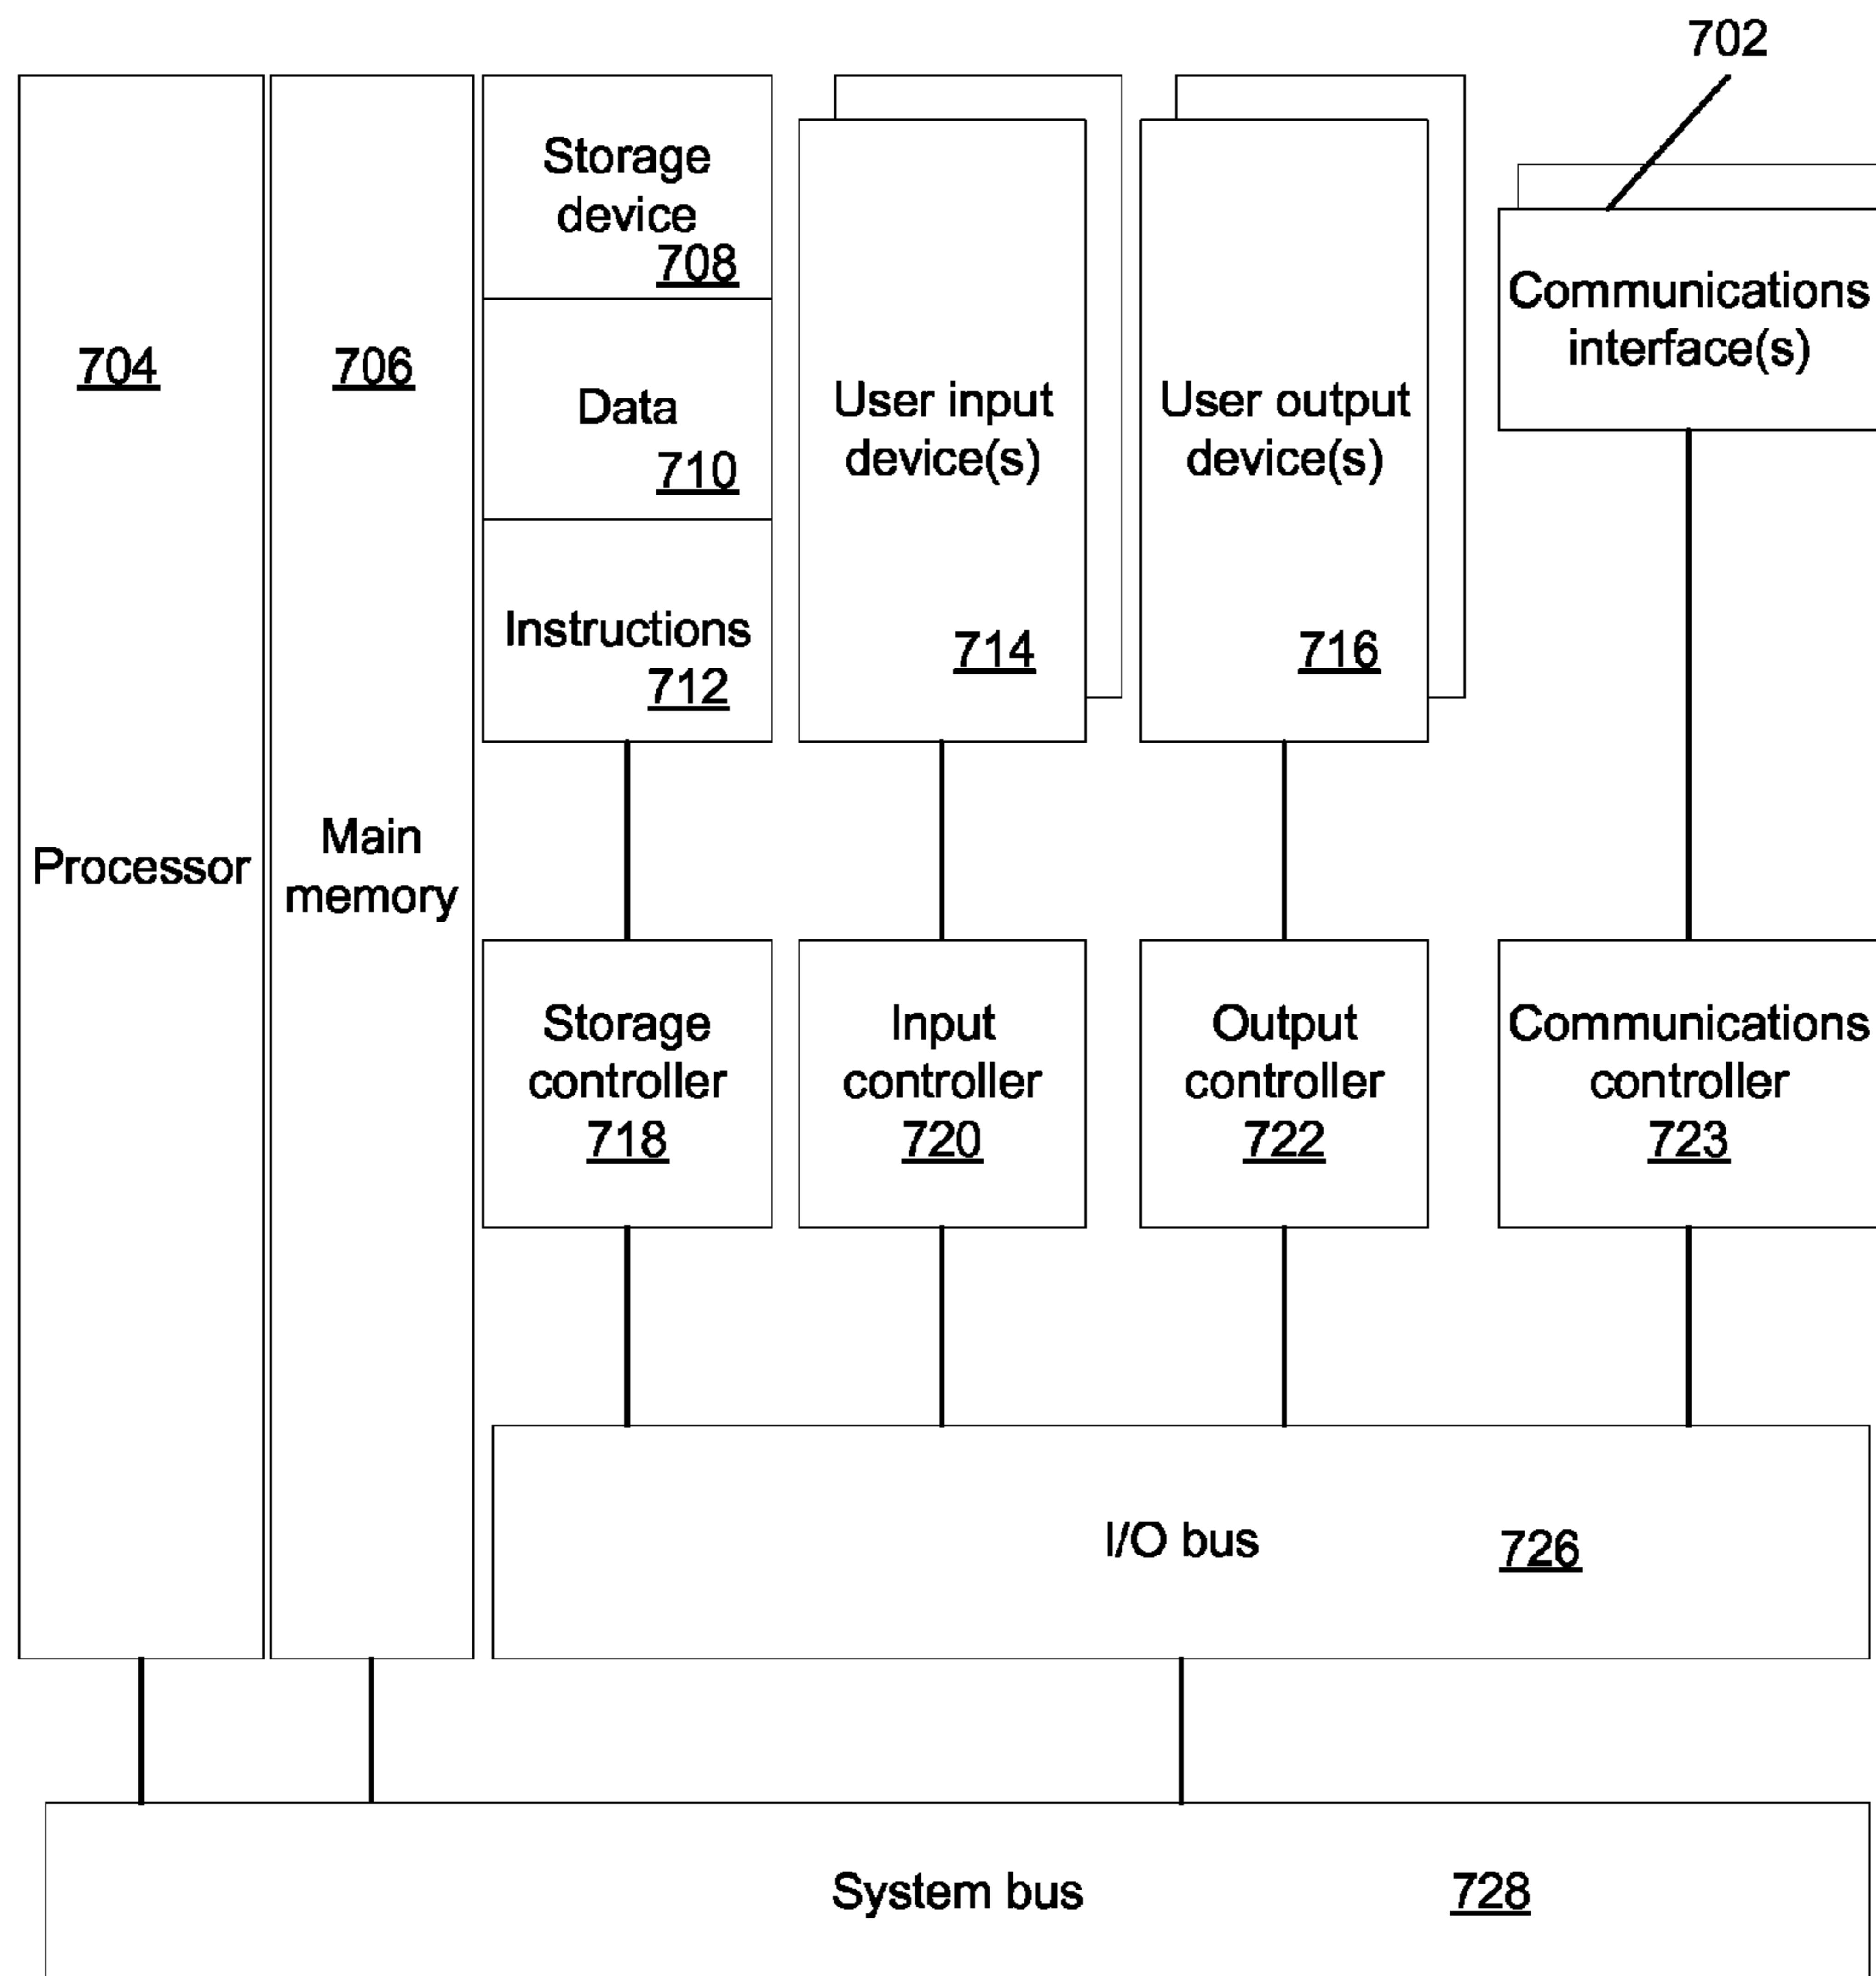 702
Storage
device
708
704
706
Data
710
Instructions
712
User input
device(s)
714
User output
device(s)
716
Communications
interface(s)
Processor
Main
memory
Storage
controller
718
Input
controller
720
Output
controller
722
Communications
controller
723
I/O bus
726
System bus
728